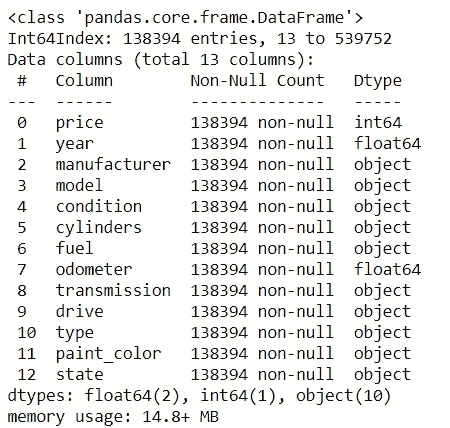 <class 'pandas.core.frame.DataFrame'>
Int64Index: 138394 entries, 13 to 539752
Data columns (total 13 columns):
 #   Column        Non-Null Count   Dtype
---  ------        --------------   -----
 0   price         138394 non-null  int64
 1   year          138394 non-null  float64
 2   manufacturer  138394 non-null  object
 3   model         138394 non-null  object
 4   condition     138394 non-null  object
 5   cylinders     138394 non-null  object
 6   fuel          138394 non-null  object
 7   odometer      138394 non-null  float64
 8   transmission  138394 non-null  object
 9   drive         138394 non-null  object
 10  type          138394 non-null  object
 11  paint_color   138394 non-null  object
 12  state         138394 non-null  object
dtypes: float64(2), int64(1), object(10)
memory usage: 14.8+ MB